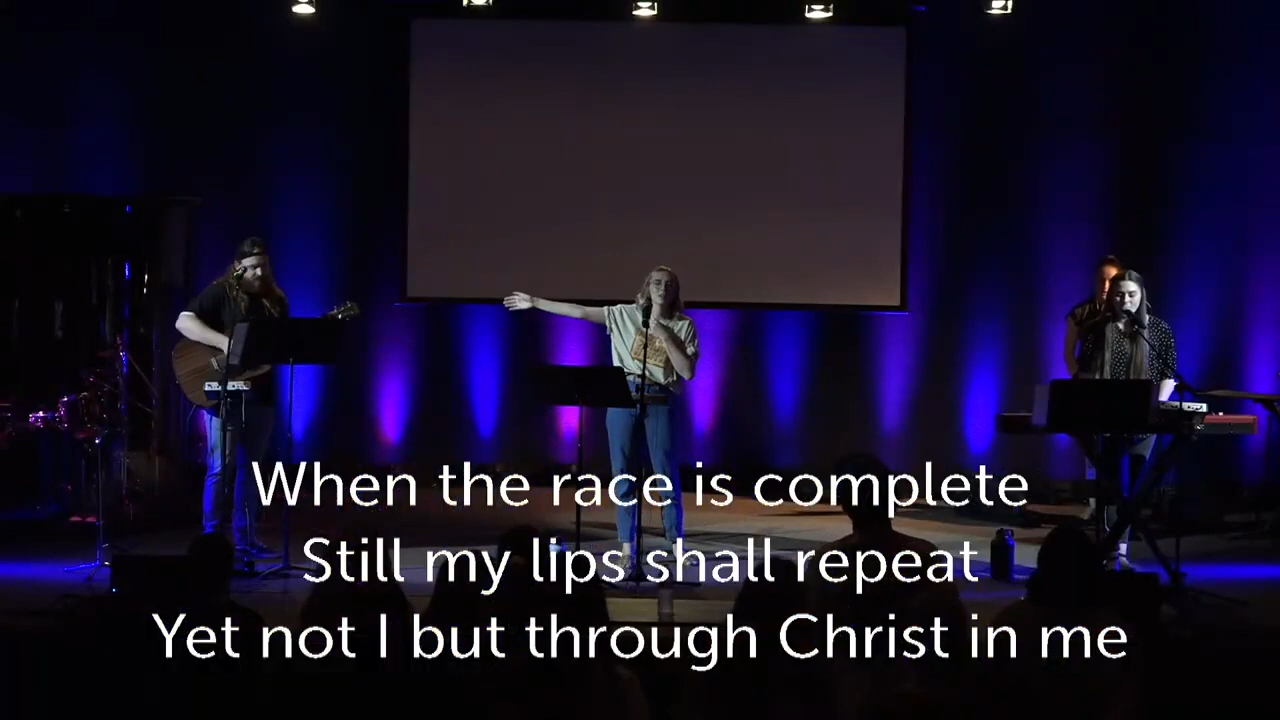 When the race is complete
Still my lips shall repeat
Yet not I but through Christ in me